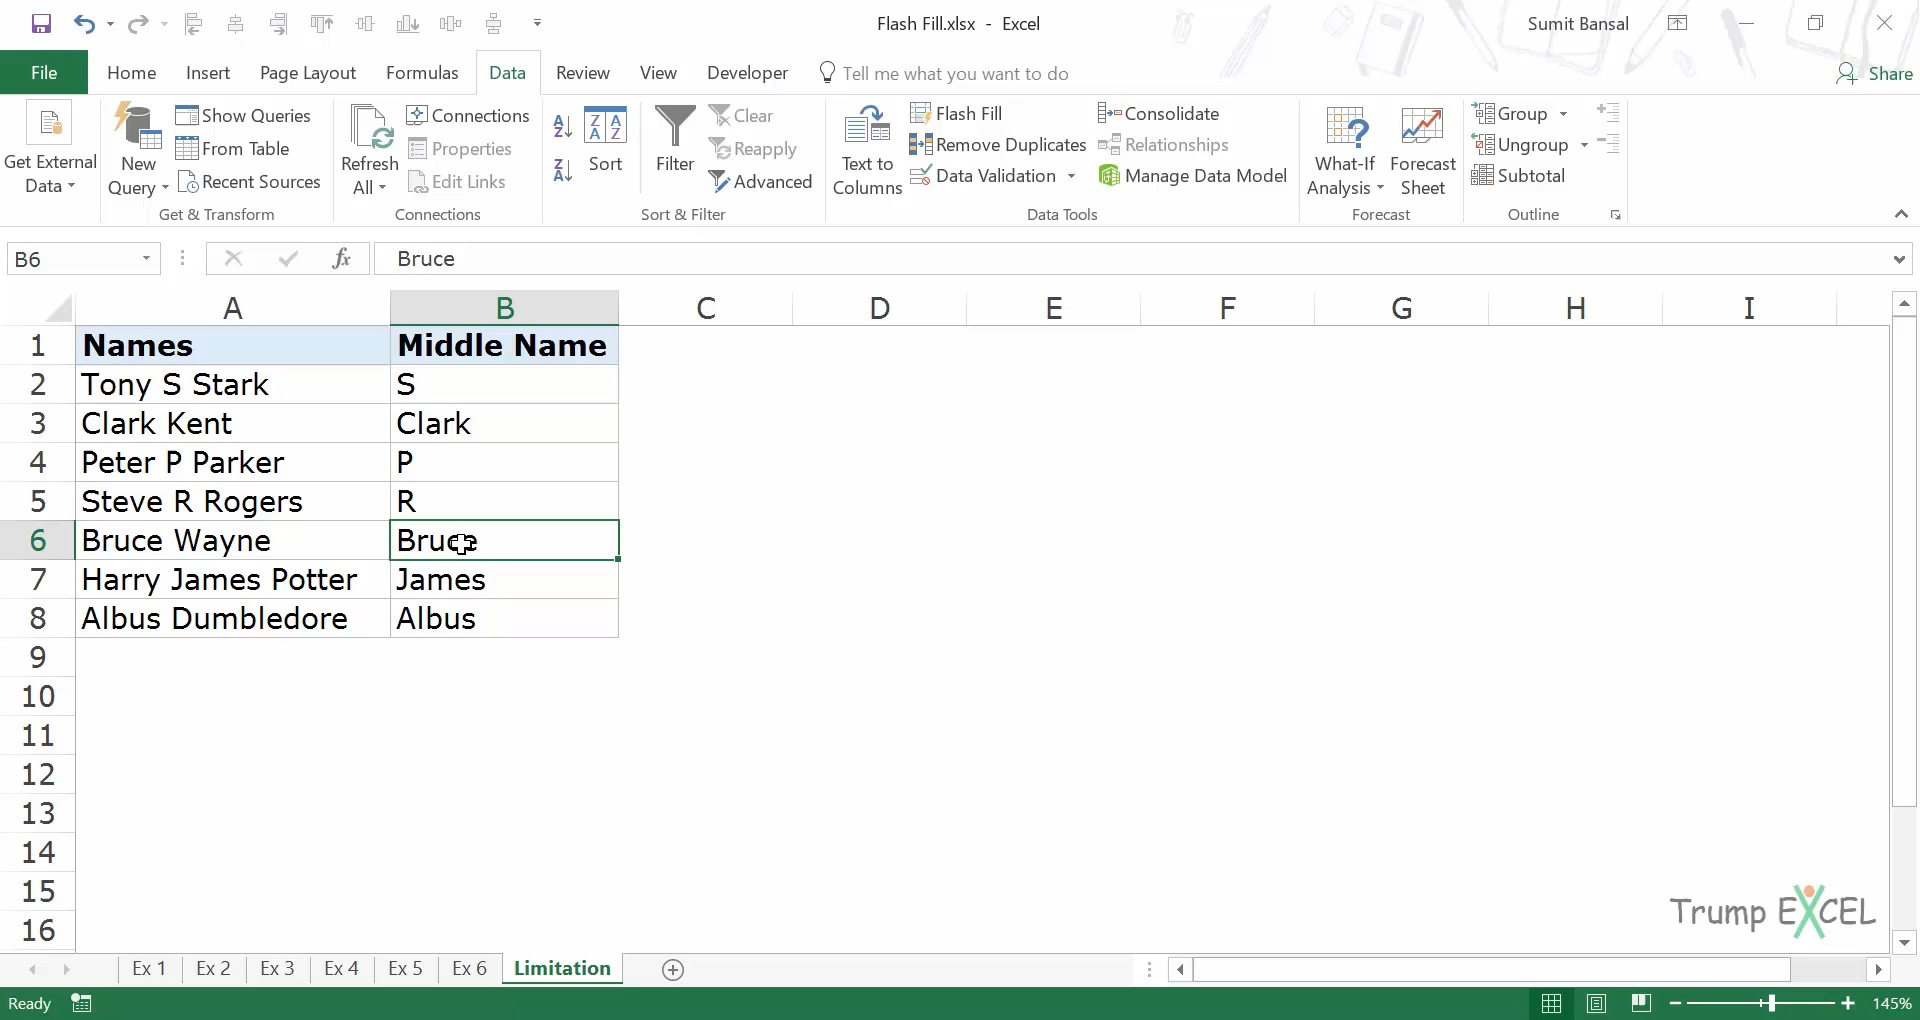 Flash Fill.xlsx - Excel
Sumit Bansal
File Home Insert Page Layout Formulas Data Review View Developer Tell me what you want to do Share
Get External Data
New Query
Show Queries
From Table
Recent Sources
Get & Transform
Refresh All
Connections
Properties
Edit Links
Connections
Sort
Filter
Clear
Reapply
Advanced
Sort & Filter
Text to Columns
Flash Fill
Remove Duplicates
Data Validation
Consolidate
Relationships
Manage Data Model
Data Tools
What-If Analysis
Forecast Sheet
Forecast
Group
Ungroup
Subtotal
Outline
B6 fx Bruce
A B C D E F G H I
1 Names Middle Name
2 Tony S Stark S
3 Clark Kent Clark
4 Peter P Parker P
5 Steve R Rogers R
6 Bruce Wayne Bruce
7 Harry James Potter James
8 Albus Dumbledore Albus
9
10
11
12
13
14
15
16
Trump EXCEL
Ex 1 Ex 2 Ex 3 Ex 4 Ex 5 Ex 6 Limitation
Ready 145%